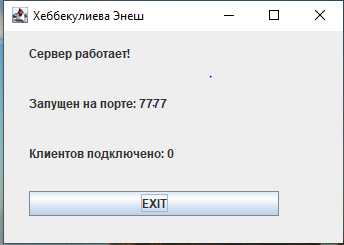 Хеббекулиева Энеш
Сервер работает!
Запущен на порте: 7777
Клиентов подключено: 0
EXIT